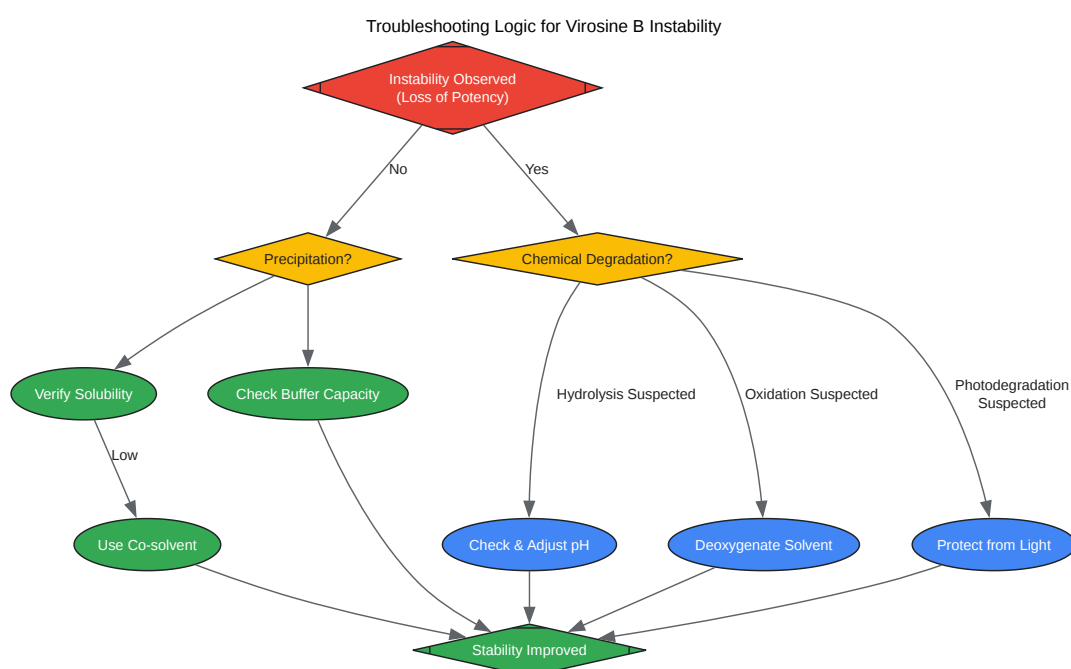 Troubleshooting Logic for Virosine B Instability
Instability Observed
(Loss of Potency)
No
Yes
Precipitation?
Chemical Degradation?
Verify Solubility
Check Buffer Capacity
Hydrolysis Suspected
Oxidation Suspected
Photodegradation
Suspected
Low
Use Co-solvent
Check & Adjust pH
Deoxygenate Solvent
Protect from Light
Stability Improved